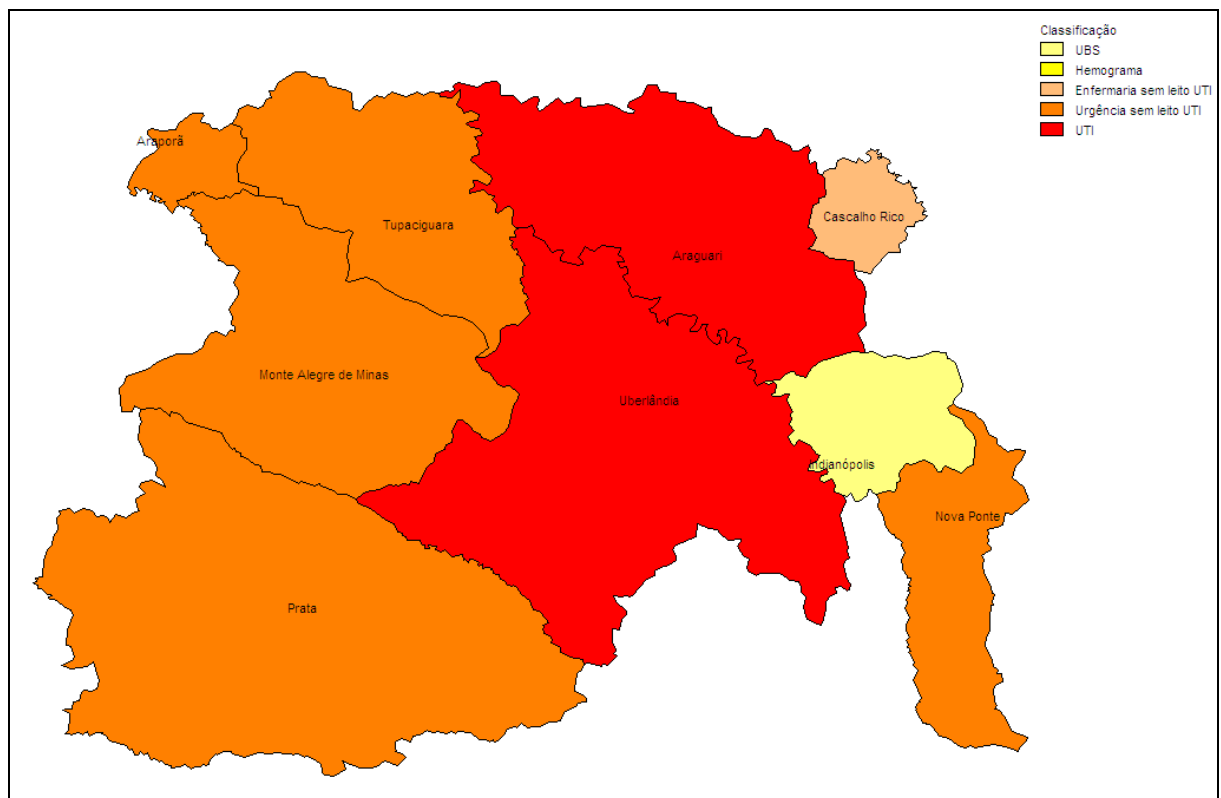 Classificação
UBS
Hemograma
Enfermaria sem leito UTI
Urgência sem leito UTI
UTI
Araporã
Tupaciguara
Cascalho Rico
Araguari
Monte Alegre de Minas
Uberlândia
Indianópolis
Nova Ponte
Prata